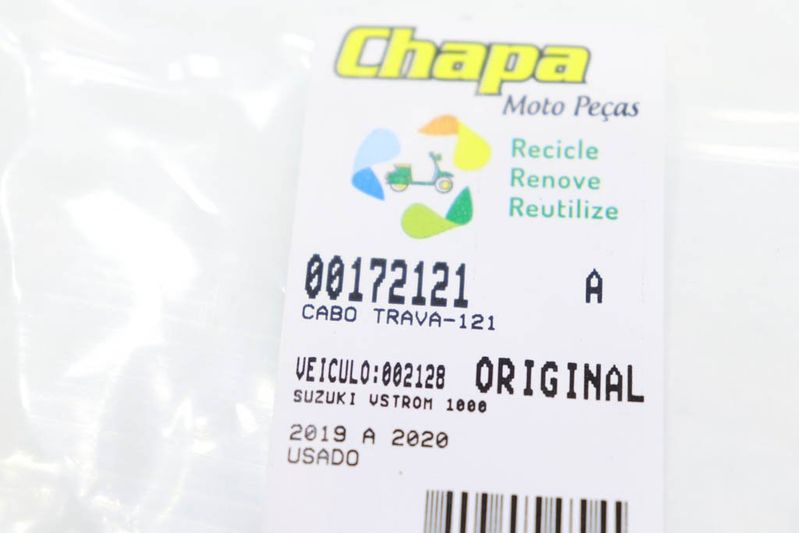 Chapa
Moto Peças
Recicle
Renove
Reutilize
00172121 A
CABO TRAVA-121
VEICULO:002128 ORIGINAL
SUZUKI VSTROM 1000
2019 A 2020
USADO